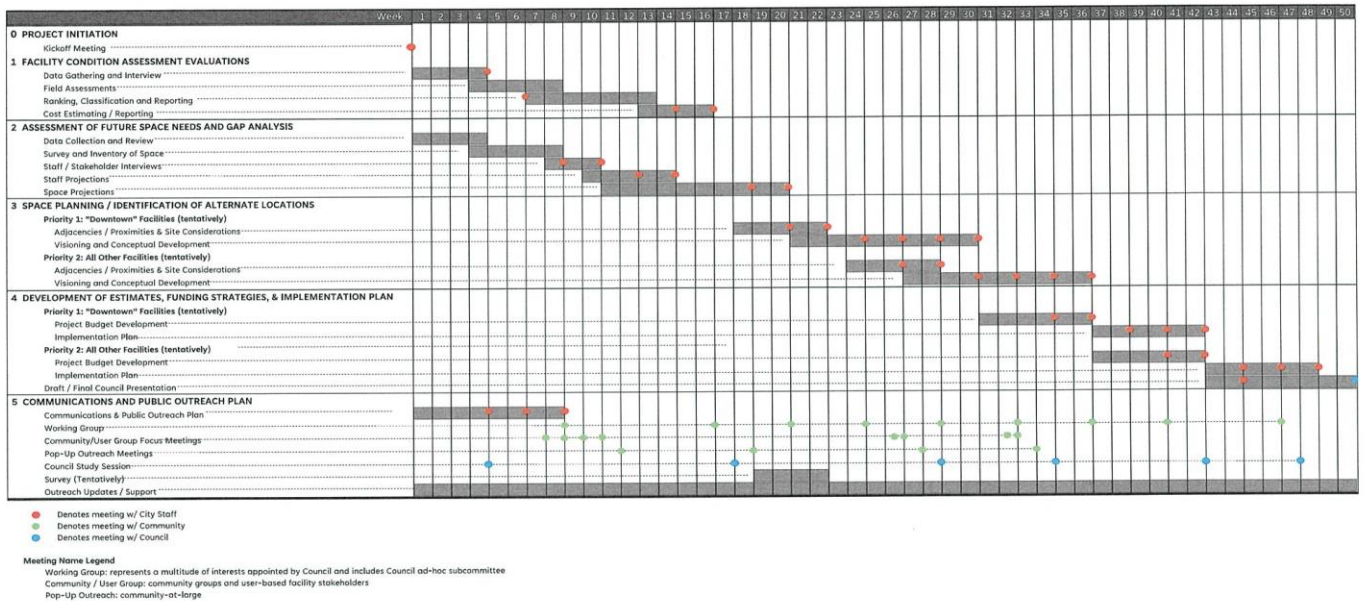 Week 1 2 3 4 5 6 7 8 9 10 11 12 13 14 15 16 17 18 19 20 21 22 23 24 25 26 27 28 29 30 31 32 33 34 35 36 37 38 39 40 41 42 43 44 45 46 47 48 49 50
0 PROJECT INITIATION
Kickoff Meeting
1 FACILITY CONDITION ASSESSMENT EVALUATIONS
Data Gathering and Interview
Field Assessments
Ranking, Classification and Reporting
Cost Estimating / Reporting
2 ASSESSMENT OF FUTURE SPACE NEEDS AND GAP ANALYSIS
Data Collection and Review
Survey and Inventory of Space
Staff / Stakeholder Interviews
Staff Projections
Space Projections
3 SPACE PLANNING / IDENTIFICATION OF ALTERNATE LOCATIONS
Priority 1: "Downtown" Facilities (tentatively)
Adjacencies / Proximities & Site Considerations
Visioning and Conceptual Development
Priority 2: All Other Facilities (tentatively)
Adjacencies / Proximities & Site Considerations
Visioning and Conceptual Development
4 DEVELOPMENT OF ESTIMATES, FUNDING STRATEGIES, & IMPLEMENTATION PLAN
Priority 1: "Downtown" Facilities (tentatively)
Project Budget Development
Implementation Plan
Priority 2: All Other Facilities (tentatively)
Project Budget Development
Implementation Plan
Draft / Final Council Presentation
5 COMMUNICATIONS AND PUBLIC OUTREACH PLAN
Communications & Public Outreach Plan
Working Group
Community/User Group Focus Meetings
Pop-Up Outreach Meetings
Council Study Session
Survey (Tentatively)
Outreach Updates / Support
Denotes meeting w/ City Staff
Denotes meeting w/ Community
Denotes meeting w/ Council
Meeting Name Legend
Working Group: represents a multitude of interests appointed by Council and includes Council ad-hoc subcommittee
Community / User Group: community groups and user-based facility stakeholders
Pop-Up Outreach: community-at-large